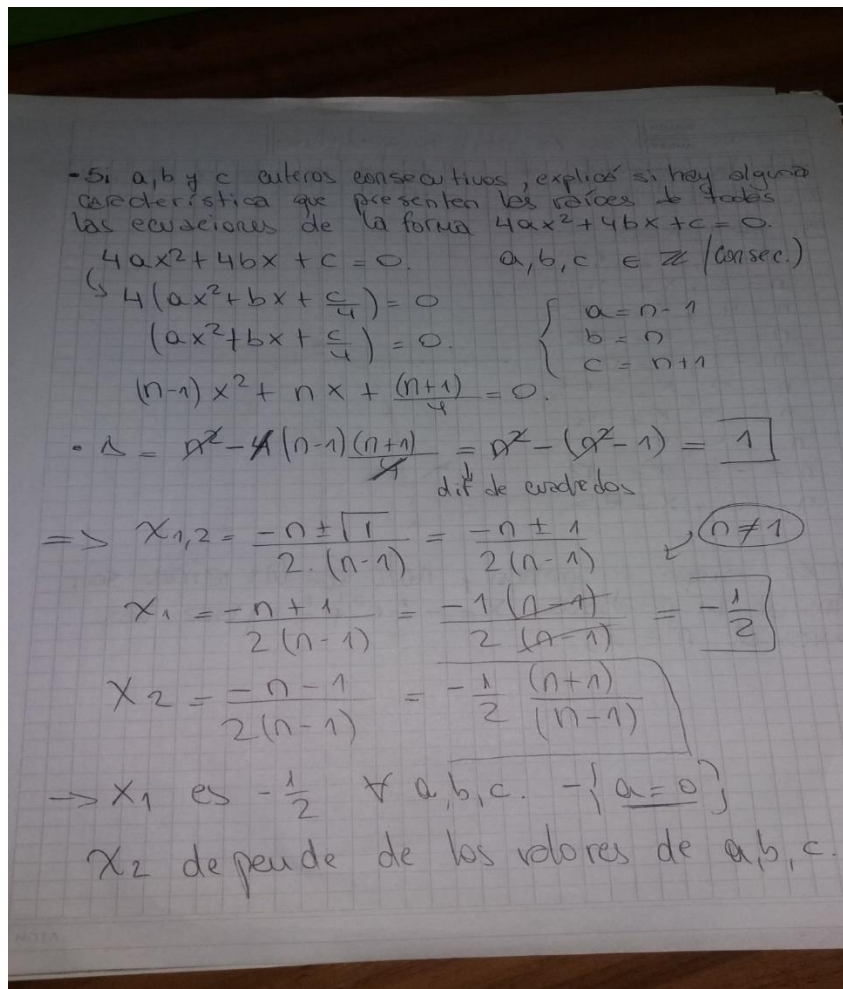 - Si a, b y c enteros consecutivos, explicá si hay alguna
característica que presenten las raíces de todas
las ecuaciones de la forma 4ax² + 4bx + c = 0.
4ax² + 4bx + c = 0. a, b, c ∈ ℤ / (consec.)
↳ 4(ax² + bx + c/4) = 0 { a = n - 1
(ax² + bx + c/4) = 0. b = n
c = n + 1
(n-1)x² + nx + (n+1)/4 = 0.
· Δ = n² - 4(n-1)(n+1)/4 = n² - (n² - 1) = 1
↓
dif de cuadrados
=> x1,2 = (-n ± √1)/(2·(n-1)) = (-n ± 1)/(2(n-1)) ↙ n ≠ 1
x1 = (-n+1)/(2(n-1)) = (-1(n-1))/(2(n-1)) = -1/2
x2 = (-n-1)/(2(n-1)) = -1/2 (n+1)/(n-1)
→ x1 es -1/2 ∀ a, b, c. - { a = 0 }
x2 depende de los valores de a, b, c.